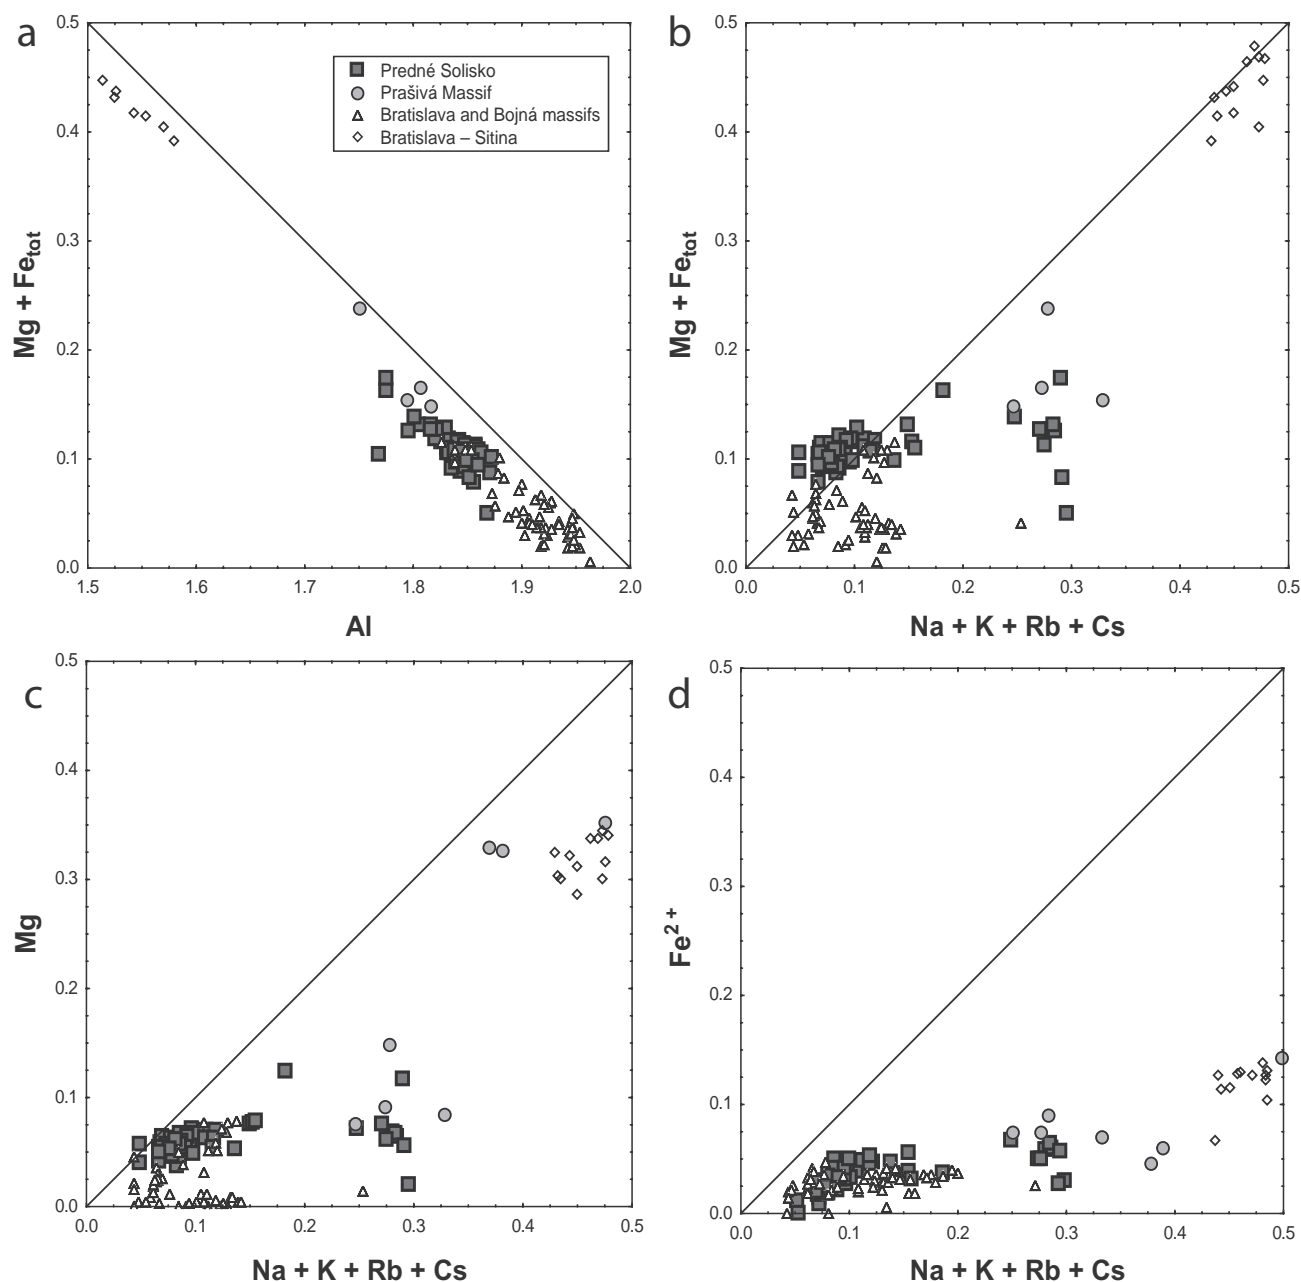 a
0.5
0.4
0.3
0.2
0.1
0.0
1.5 1.6 1.7 1.8 1.9 2.0
Mg + Fetot
Al
Predné Solisko
Prašivá Massif
Bratislava and Bojná massifs
Bratislava – Sitina
b
0.5
0.4
0.3
0.2
0.1
0.0
0.0 0.1 0.2 0.3 0.4 0.5
Mg + Fetot
Na + K + Rb + Cs
c
0.5
0.4
0.3
0.2
0.1
0.0
0.0 0.1 0.2 0.3 0.4 0.5
Mg
Na + K + Rb + Cs
d
0.5
0.4
0.3
0.2
0.1
0.0
0.0 0.1 0.2 0.3 0.4 0.5
Fe2+
Na + K + Rb + Cs